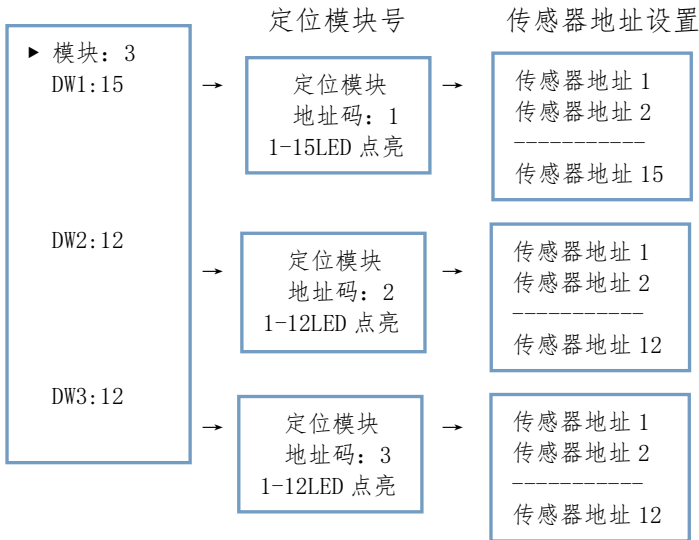 定位模块号
传感器地址设置
▶ 模块：3
DW1:15
→
定位模块
地址码：1
1-15LED 点亮
→
传感器地址 1
传感器地址 2
-----------
传感器地址 15
DW2:12
→
定位模块
地址码：2
1-12LED 点亮
→
传感器地址 1
传感器地址 2
-----------
传感器地址 12
DW3:12
→
定位模块
地址码：3
1-12LED 点亮
→
传感器地址 1
传感器地址 2
-----------
传感器地址 12